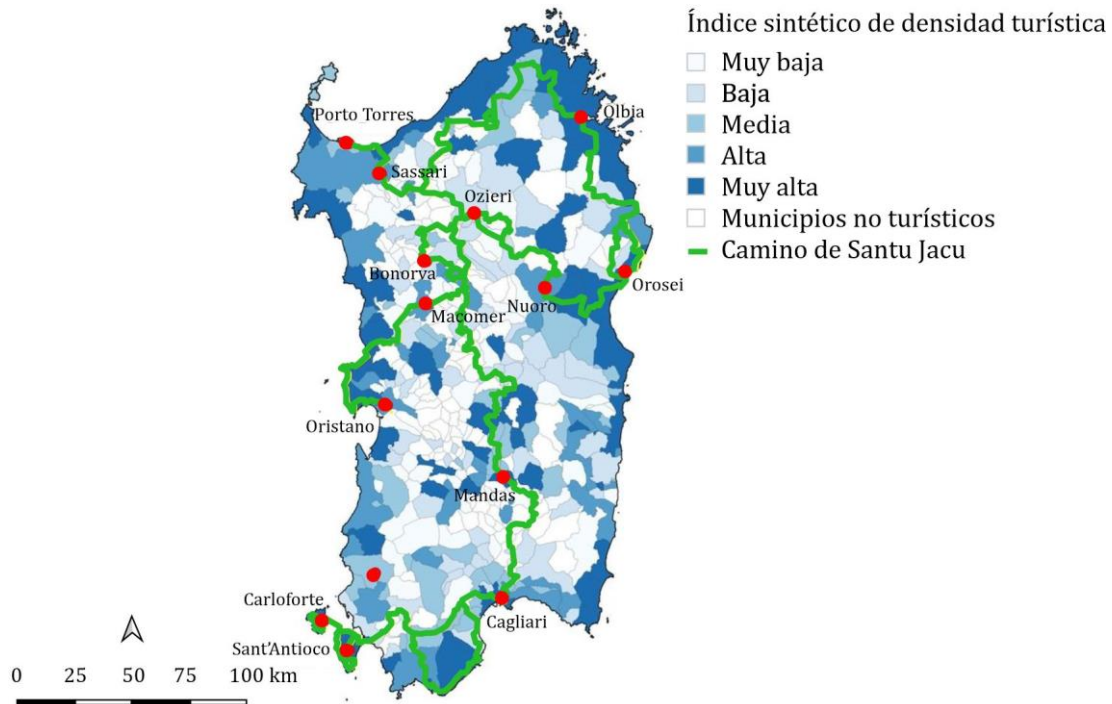 Índice sintético de densidad turística
Muy baja
Baja
Media
Alta
Muy alta
Municipios no turísticos
Camino de Santu Jacu
Porto Torres
Olbia
Sassari
Ozieri
Bonorva
Orosei
Nuoro
Macomer
Oristano
Mandas
Carloforte
Cagliari
Sant'Antioco
0 25 50 75 100 km